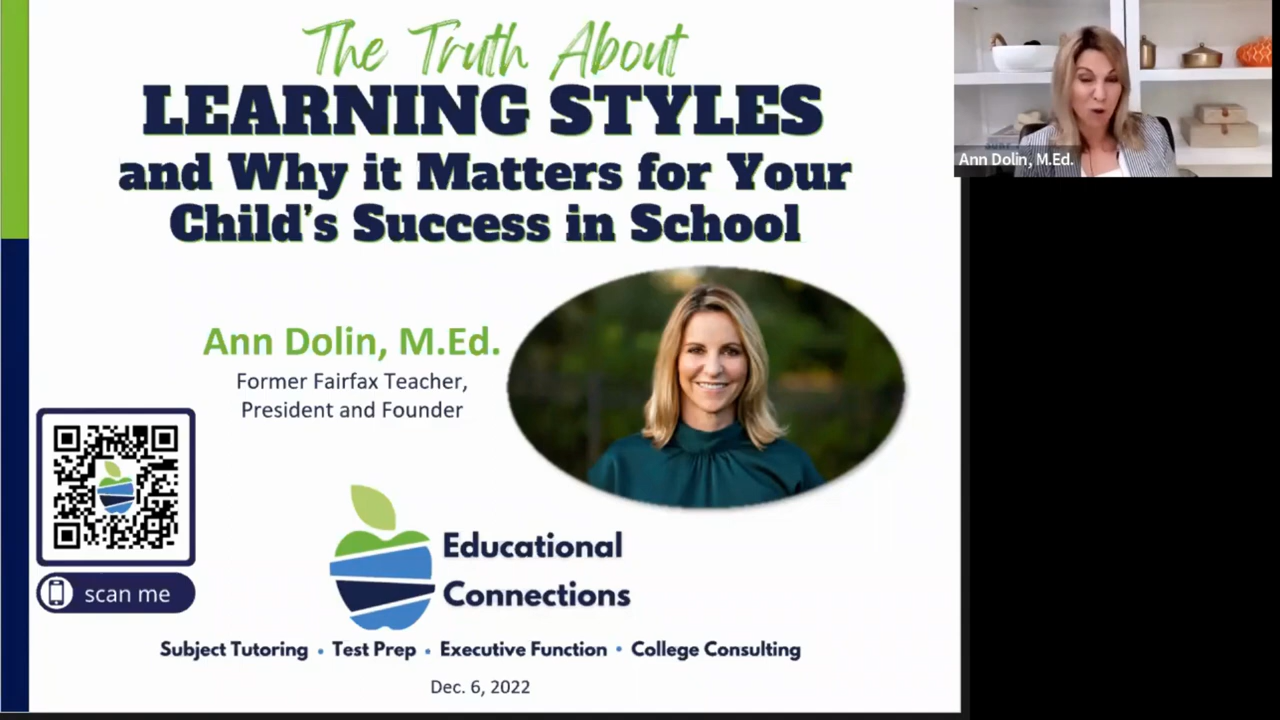 The Truth About
LEARNING STYLES
and Why it Matters for Your
Child's Success in School
Ann Dolin, M.Ed.
Ann Dolin, M.Ed.
Former Fairfax Teacher,
President and Founder
scan me
Educational
Connections
Subject Tutoring • Test Prep • Executive Function • College Consulting
Dec. 6, 2022